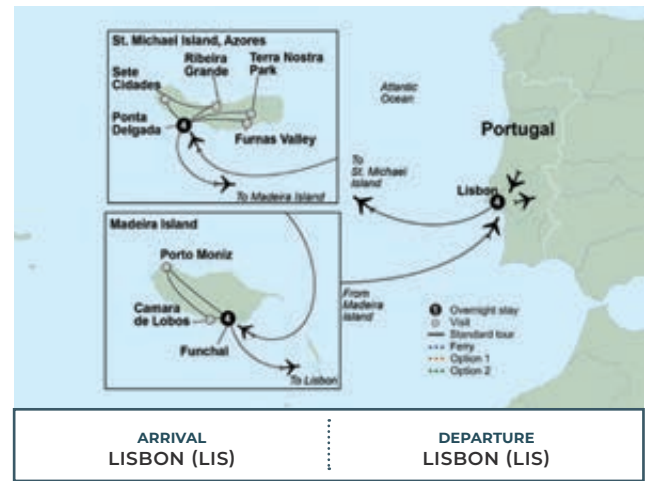 St. Michael Island, Azores
Ribeira
Grande
Terra Nostra
Park
Sete
Cidades
Ponta
Delgada
Furnas Valley
To Madeira Island
Atlantic
Ocean
Portugal
To
St. Michael
Island
Lisbon
Madeira Island
Porto Moniz
Camara
de Lobos
Funchal
To Lisbon
From
Madeira
Island
Overnight stay
Visit
Standard tour
Ferry
Option 1
Option 2
ARRIVAL
LISBON (LIS)
DEPARTURE
LISBON (LIS)